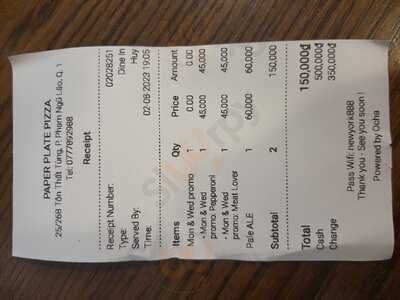 PAPER PLATE PIZZA
25/26B Tôn Thất Tùng, P. Phạm Ngũ Lão, Q. 1
Tel: 0777892988
Receipt
Receipt Number: 02028251
Type: Dine In
Served By: Huy
Time: 02-08-2023 19:05
Items Qty Price Amount
Mon & Wed promo 1 0.00 0.00
- Mon & Wed 1 45,000 45,000
promo: Pepperoni
- Mon & Wed 1 45,000 45,000
promo: Meat Lover
Pale ALE 1 60,000 60,000
Subtotal 2 150,000
Total 150,000₫
Cash 500,000₫
Change 350,000₫
Pass Wifi: newyork888
Thank you - See you soon !
Powered by Ocha